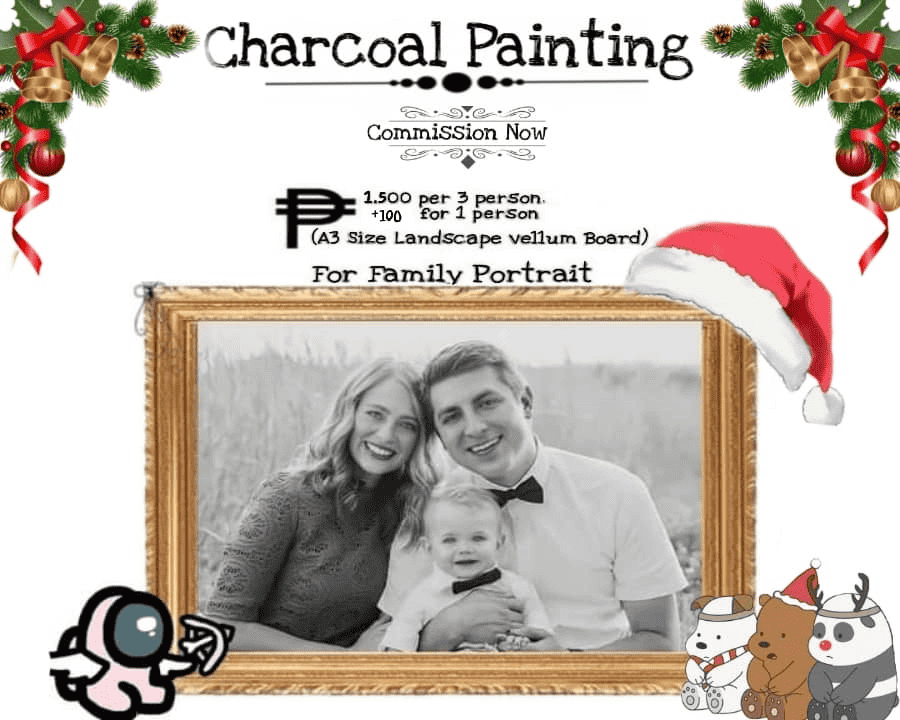 Charcoal Painting
Commission Now
₱ 1.500 per 3 person.
+100 for 1 person
(A3 Size Landscape vellum Board)
For Family Portrait